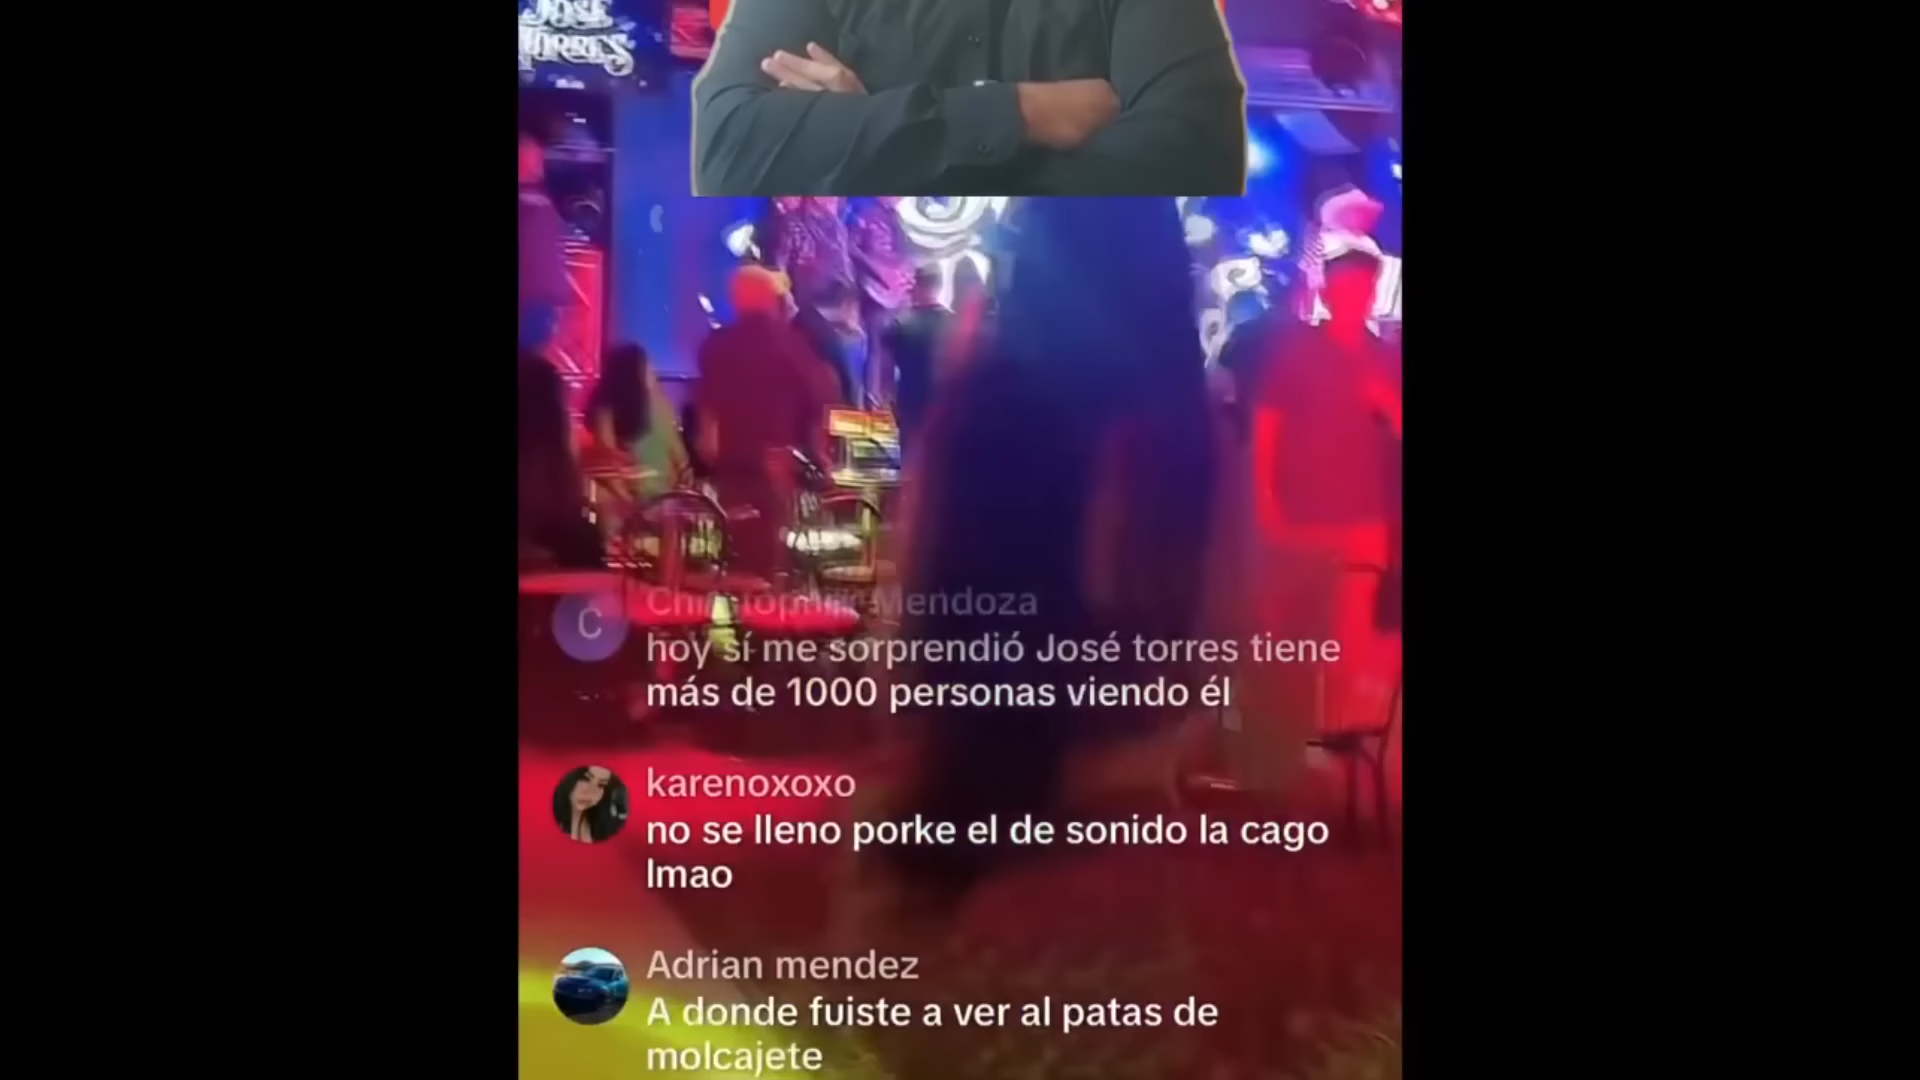 JOSÉ
TORRES
Christopher Mendoza
hoy sí me sorprendió José torres tiene
más de 1000 personas viendo él
karenoxoxo
no se lleno porke el de sonido la cago
lmao
Adrian mendez
A donde fuiste a ver al patas de
molcajete